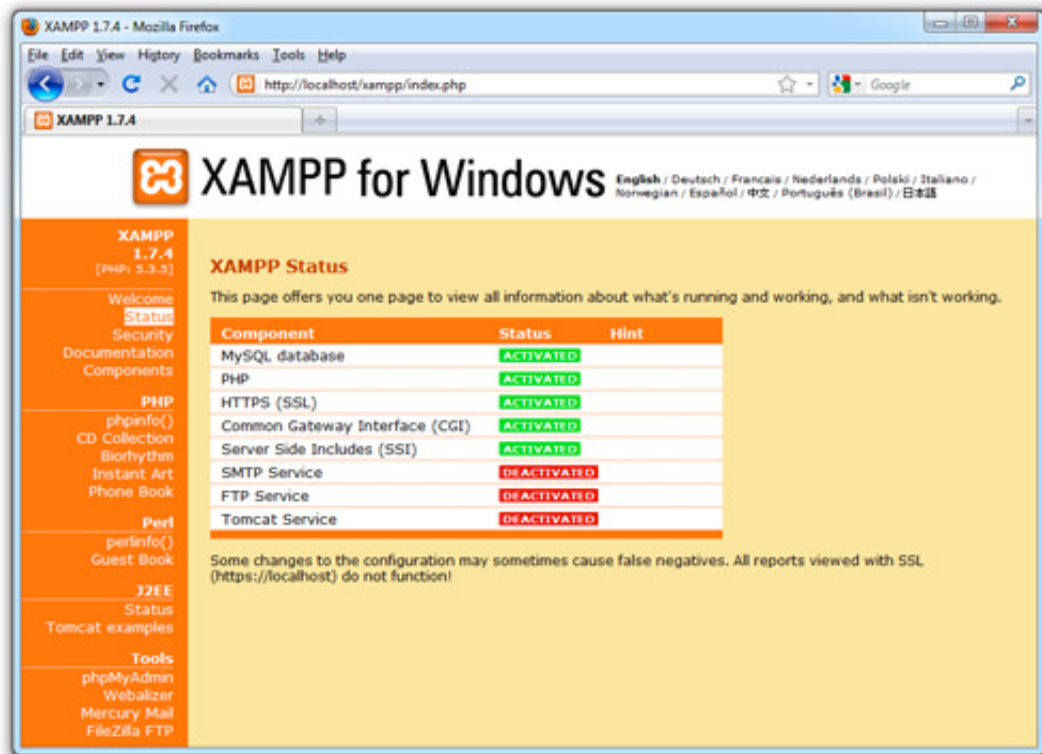 XAMPP 1.7.4 - Mozilla Firefox
File Edit View History Bookmarks Tools Help
http://localhost/xampp/index.php
Google
XAMPP 1.7.4
XAMPP for Windows
English / Deutsch / Francais / Nederlands / Polski / Italiano /
Norwegian / Español / 中文 / Português (Brasil) / 日本語
XAMPP
1.7.4
[PHP: 5.3.5]
Welcome
Status
Security
Documentation
Components
PHP
phpinfo()
CD Collection
Biorhythm
Instant Art
Phone Book
Perl
perlinfo()
Guest Book
J2EE
Status
Tomcat examples
Tools
phpMyAdmin
Webalizer
Mercury Mail
FileZilla FTP
XAMPP Status
This page offers you one page to view all information about what's running and working, and what isn't working.
Component Status Hint
MySQL database ACTIVATED
PHP ACTIVATED
HTTPS (SSL) ACTIVATED
Common Gateway Interface (CGI) ACTIVATED
Server Side Includes (SSI) ACTIVATED
SMTP Service DEACTIVATED
FTP Service DEACTIVATED
Tomcat Service DEACTIVATED
Some changes to the configuration may sometimes cause false negatives. All reports viewed with SSL
(https://localhost) do not function!